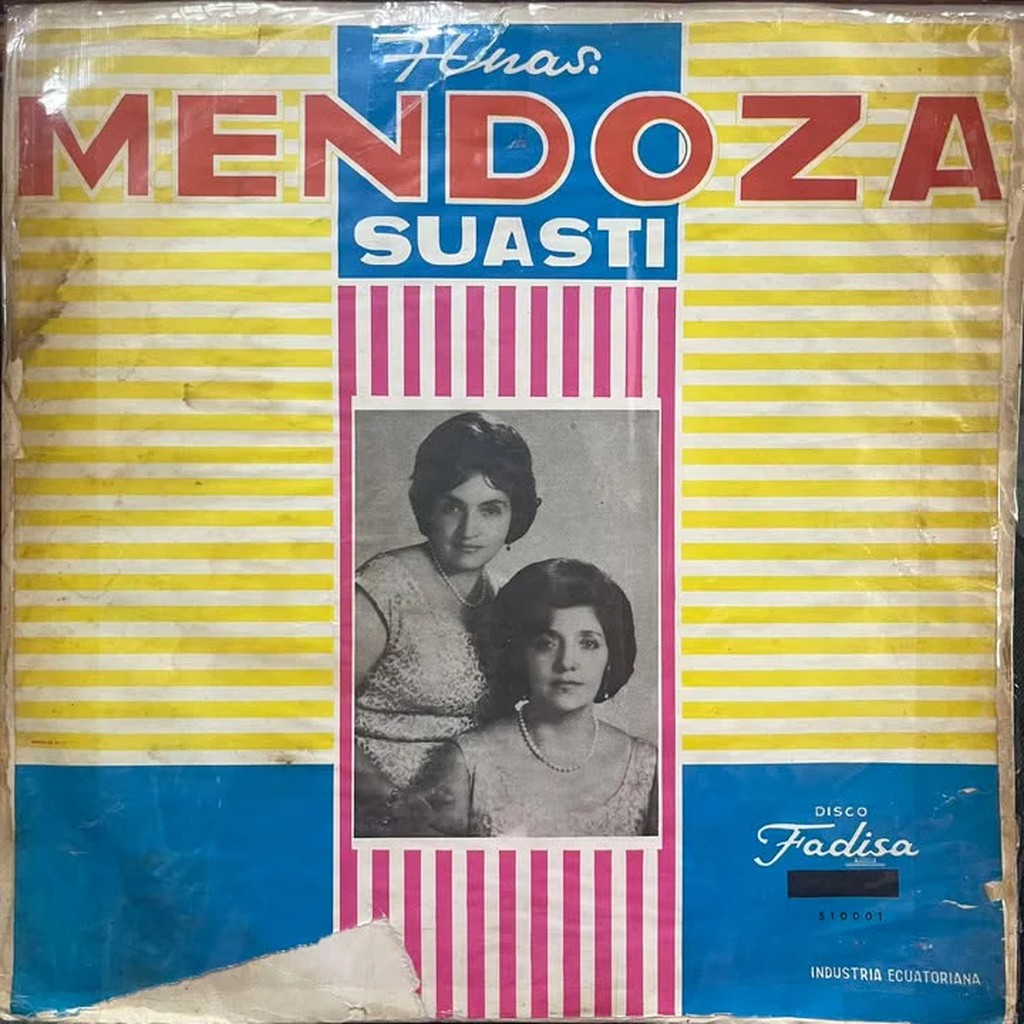 Hnas.
MENDOZA
SUASTI
DISCO
Fadisa
510001
INDUSTRIA ECUATORIANA